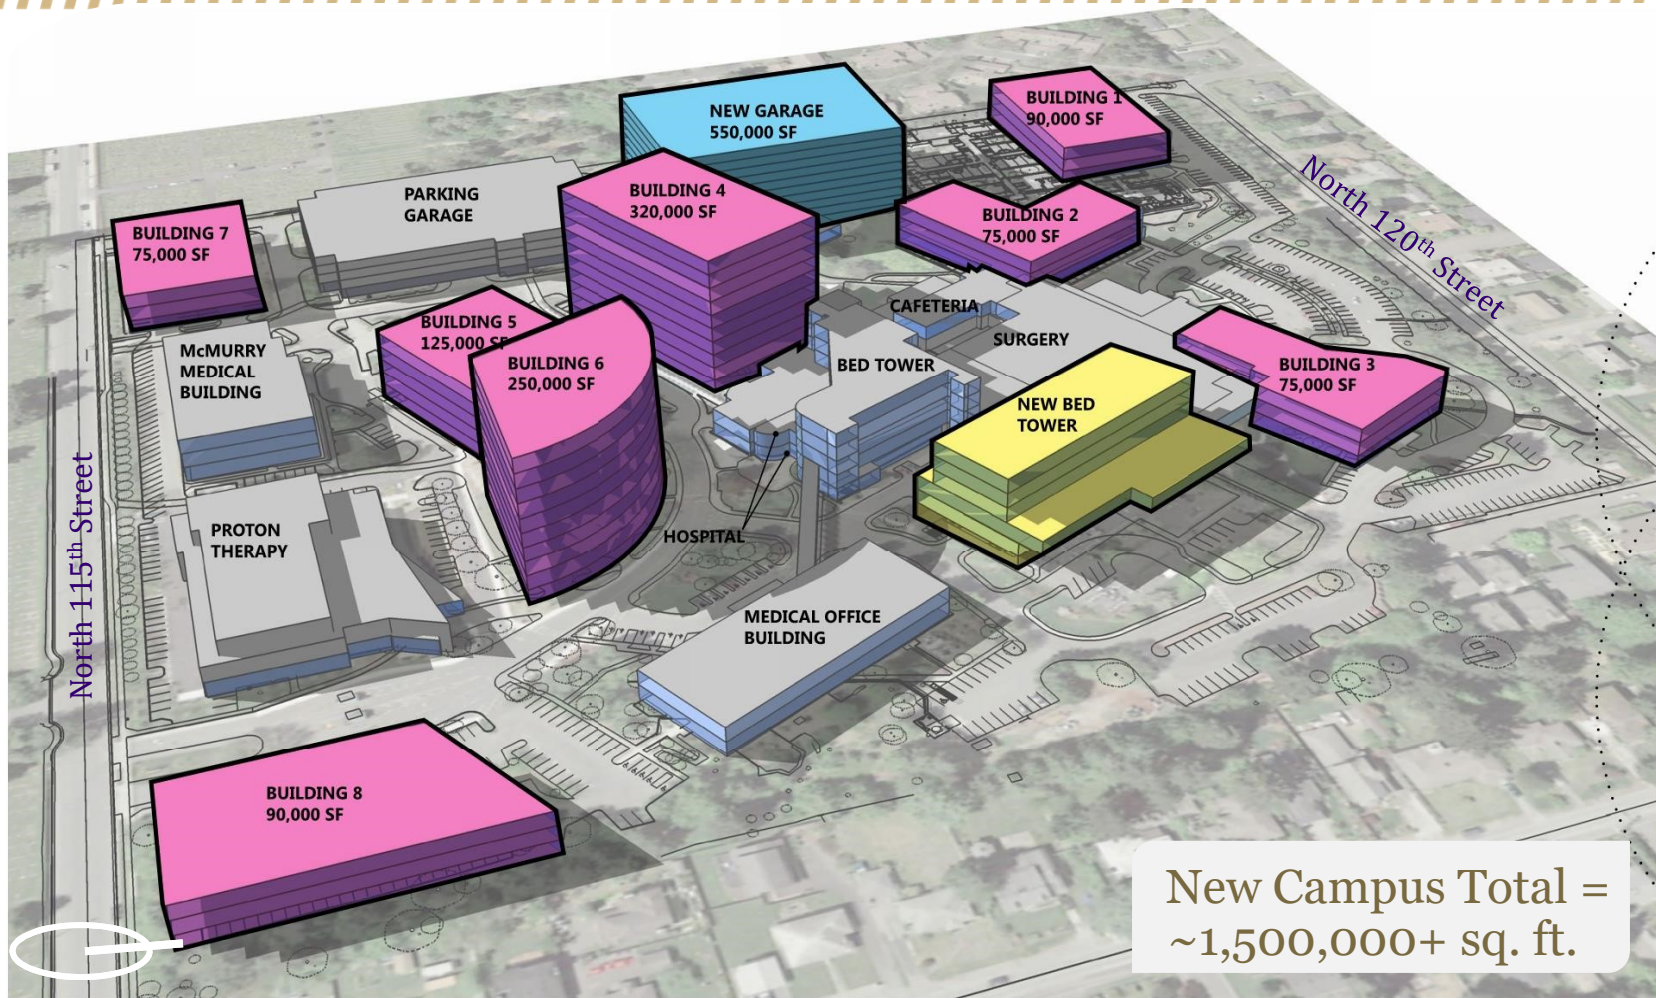 NEW GARAGE
550,000 SF
BUILDING 1
90,000 SF
BUILDING 4
320,000 SF
PARKING
GARAGE
BUILDING 2
75,000 SF
North 120th Street
BUILDING 7
75,000 SF
CAFETERIA
SURGERY
BUILDING 5
125,000 SF
BUILDING 6
250,000 SF
McMURRY
MEDICAL
BUILDING
BED TOWER
BUILDING 3
75,000 SF
NEW BED
TOWER
North 115th Street
PROTON
THERAPY
HOSPITAL
MEDICAL OFFICE
BUILDING
BUILDING 8
90,000 SF
New Campus Total =
~1,500,000+ sq. ft.